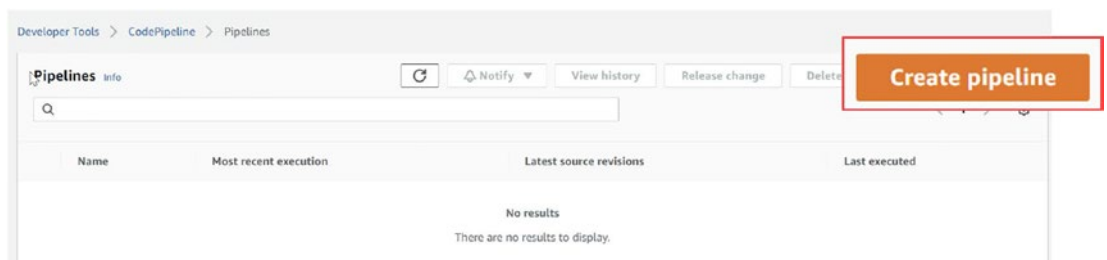 Developer Tools > CodePipeline > Pipelines
Pipelines Info
Notify ▼ View history Release change Delete Create pipeline
Name Most recent execution Latest source revisions Last executed
No results
There are no results to display.